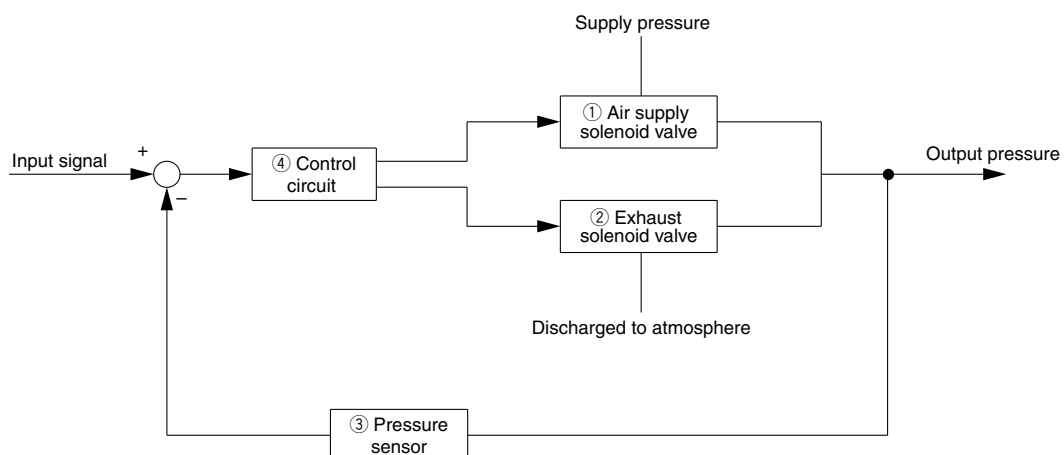 Supply pressure
① Air supply
solenoid valve
Input signal
+
−
④ Control
circuit
Output pressure
② Exhaust
solenoid valve
Discharged to atmosphere
③ Pressure
sensor